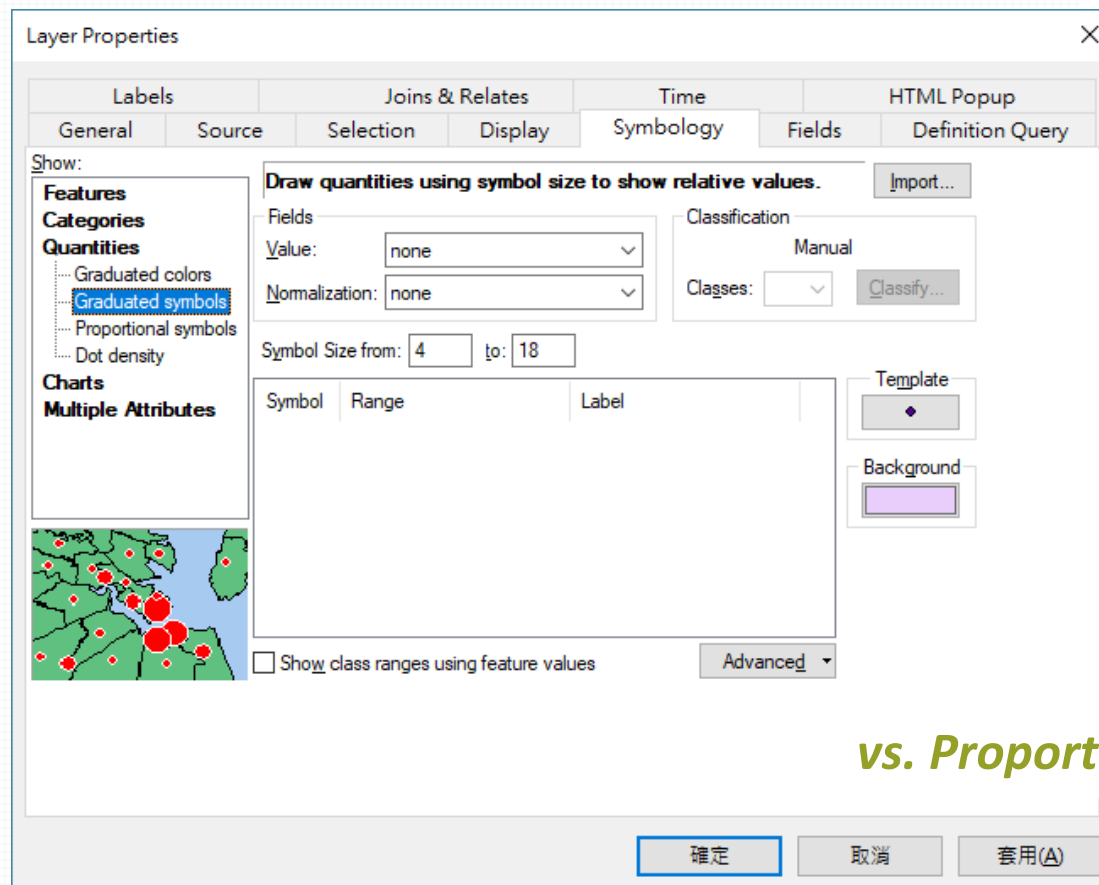 Layer Properties
Labels Joins & Relates Time HTML Popup
General Source Selection Display Symbology Fields Definition Query
Show:
Features
Categories
Quantities
Graduated colors
Graduated symbols
Proportional symbols
Dot density
Charts
Multiple Attributes
Draw quantities using symbol size to show relative values. Import...
Fields
Value: none
Normalization: none
Classification
Manual
Classes: Classify...
Symbol Size from: 4 to: 18
Symbol Range Label
Template
Background
Show class ranges using feature values Advanced
vs. Proport
確定 取消 套用(A)